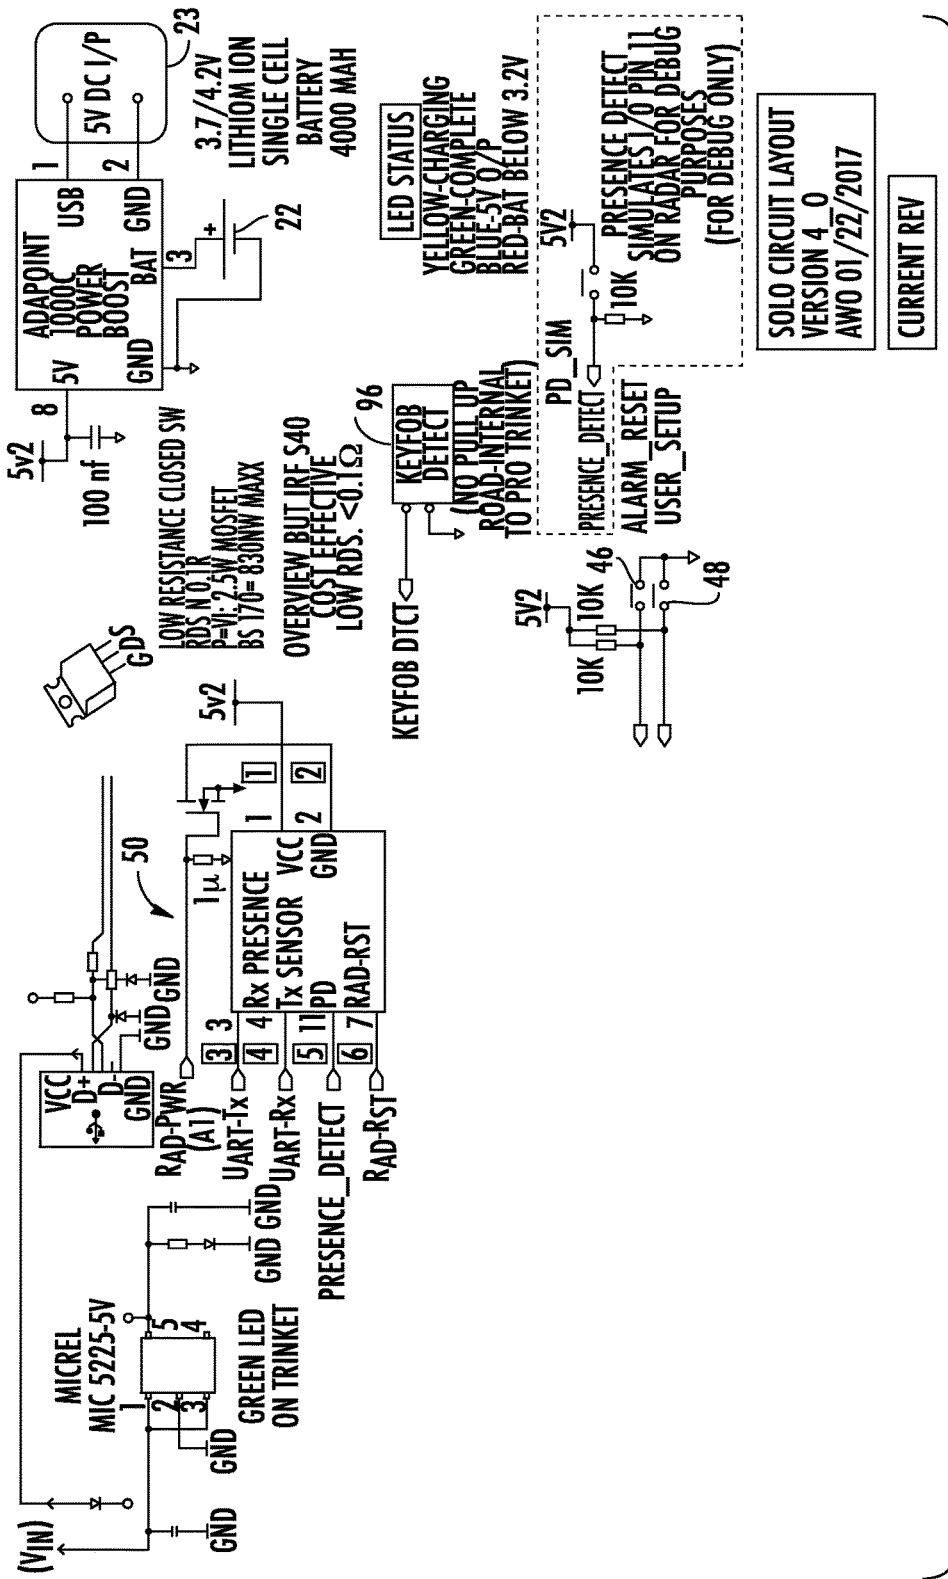 (VIN)
GND
GND
MICREL
MIC 5225-5V
1
2
3
5
4
GREEN LED
ON TRINKET
GND
GND
VCC
D+
D-
GND
GND
GND
50
RAD-PWR
(A1)
UART-Tx
UART-Rx
PRESENCE_DETECT
RAD-RST
3
4
5
6
3
4
11
7
Rx PRESENCE
Tx SENSOR
PD
RAD-RST
VCC
GND
1µ
1
2
1
2
5v2
G D S
LOW RESISTANCE CLOSED SW
RDS N 0.1R
P=VI: 2.5W MOSFET
BS 170= 830NW MAXX
OVERVIEW BUT IRF S40
COST EFFECTIVE
LOW RDS. <0.1Ω
5v2
8
100 nf
5V
GND
ADAPOINT
1000C
POWER
BOOST
BAT
USB
GND
1
2
3
+
22
5V DC I/P
23
3.7/4.2V
LITHIOM ION
SINGLE CELL
BATTERY
4000 MAH
LED STATUS
YELLOW-CHARGING
GREEN-COMPLETE
BLUE-5V O/P
RED-BAT BELOW 3.2V
KEYFOB DTCT
KEYFOB
DETECT
96
(NO PULL UP
ROAD-INTERNAL
TO PRO TRINKET)
PD_SIM
PRESENCE_DETECT
5V2
10K
PRESENCE DETECT
SIMULATES I/O PIN 11
ON RADAR FOR DEBUG
PURPOSES
(FOR DEBUG ONLY)
5V2
10K
10K
46
48
ALARM_RESET
USER_SETUP
SOLO CIRCUIT LAYOUT
VERSION 4_0
AWO 01/22/2017
CURRENT REV